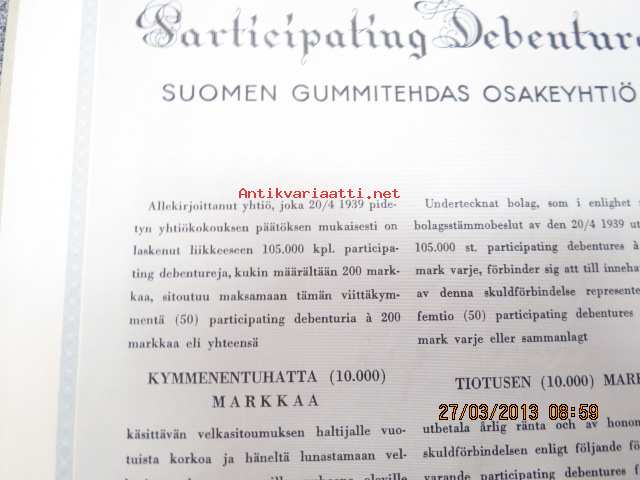 Participating Debenture
SUOMEN GUMMITEHDAS OSAKEYHTIÖ
Antikvariaatti.net
Allekirjoittanut yhtiö, joka 20/4 1939 pide-
tyn yhtiökokouksen päätöksen mukaisesti on
laskenut liikkeeseen 105.000 kpl. participa-
ting debentureja, kukin määrältään 200 mark-
kaa, sitoutuu maksamaan tämän viittäkym-
mentä (50) participating debenturia à 200
markkaa eli yhteensä
KYMMENENTUHATTA (10.000)
MARKKAA
käsittävän velkasitoumuksen haltijalle vuo-
tuista korkoa ja häneltä lunastamaan vel-
Undertecknat bolag, som i enlighet
bolagsstämmobeslut av den 20/4 1939 ut
105.000 st. participating debentures à
mark varje, förbinder sig att till inneha
av denna skuldförbindelse represente
femtio (50) participating debentures
mark varje eller sammanlagt
TIOTUSEN (10.000) MAR
27/03/2013 08:59
utbetala årlig ränta och av honom
skuldförbindelsen enligt följande för
varande participating debentures f